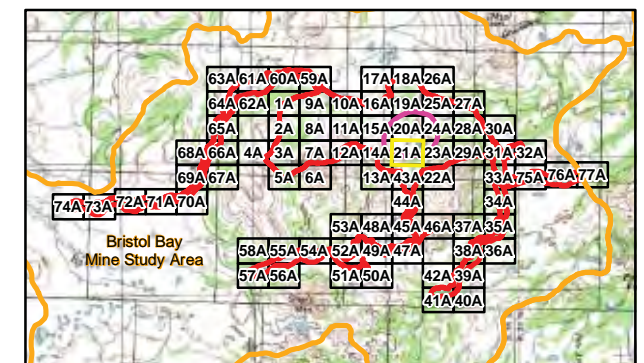 63A 61A 60A 59A 17A 18A 26A
64A 62A 1A 9A 10A 16A 19A 25A 27A
65A 2A 8A 11A 15A 20A 24A 28A 30A
68A 66A 4A 3A 7A 12A 14A 21A 23A 29A 31A 32A
69A 67A 5A 6A 13A 43A 22A 33A 75A 76A 77A
74A 73A 72A 71A 70A 44A 34A
53A 48A 45A 46A 37A 35A
Bristol Bay
58A 55A 54A 52A 49A 47A 38A 36A
Mine Study Area
57A 56A 51A 50A 42A 39A
41A 40A